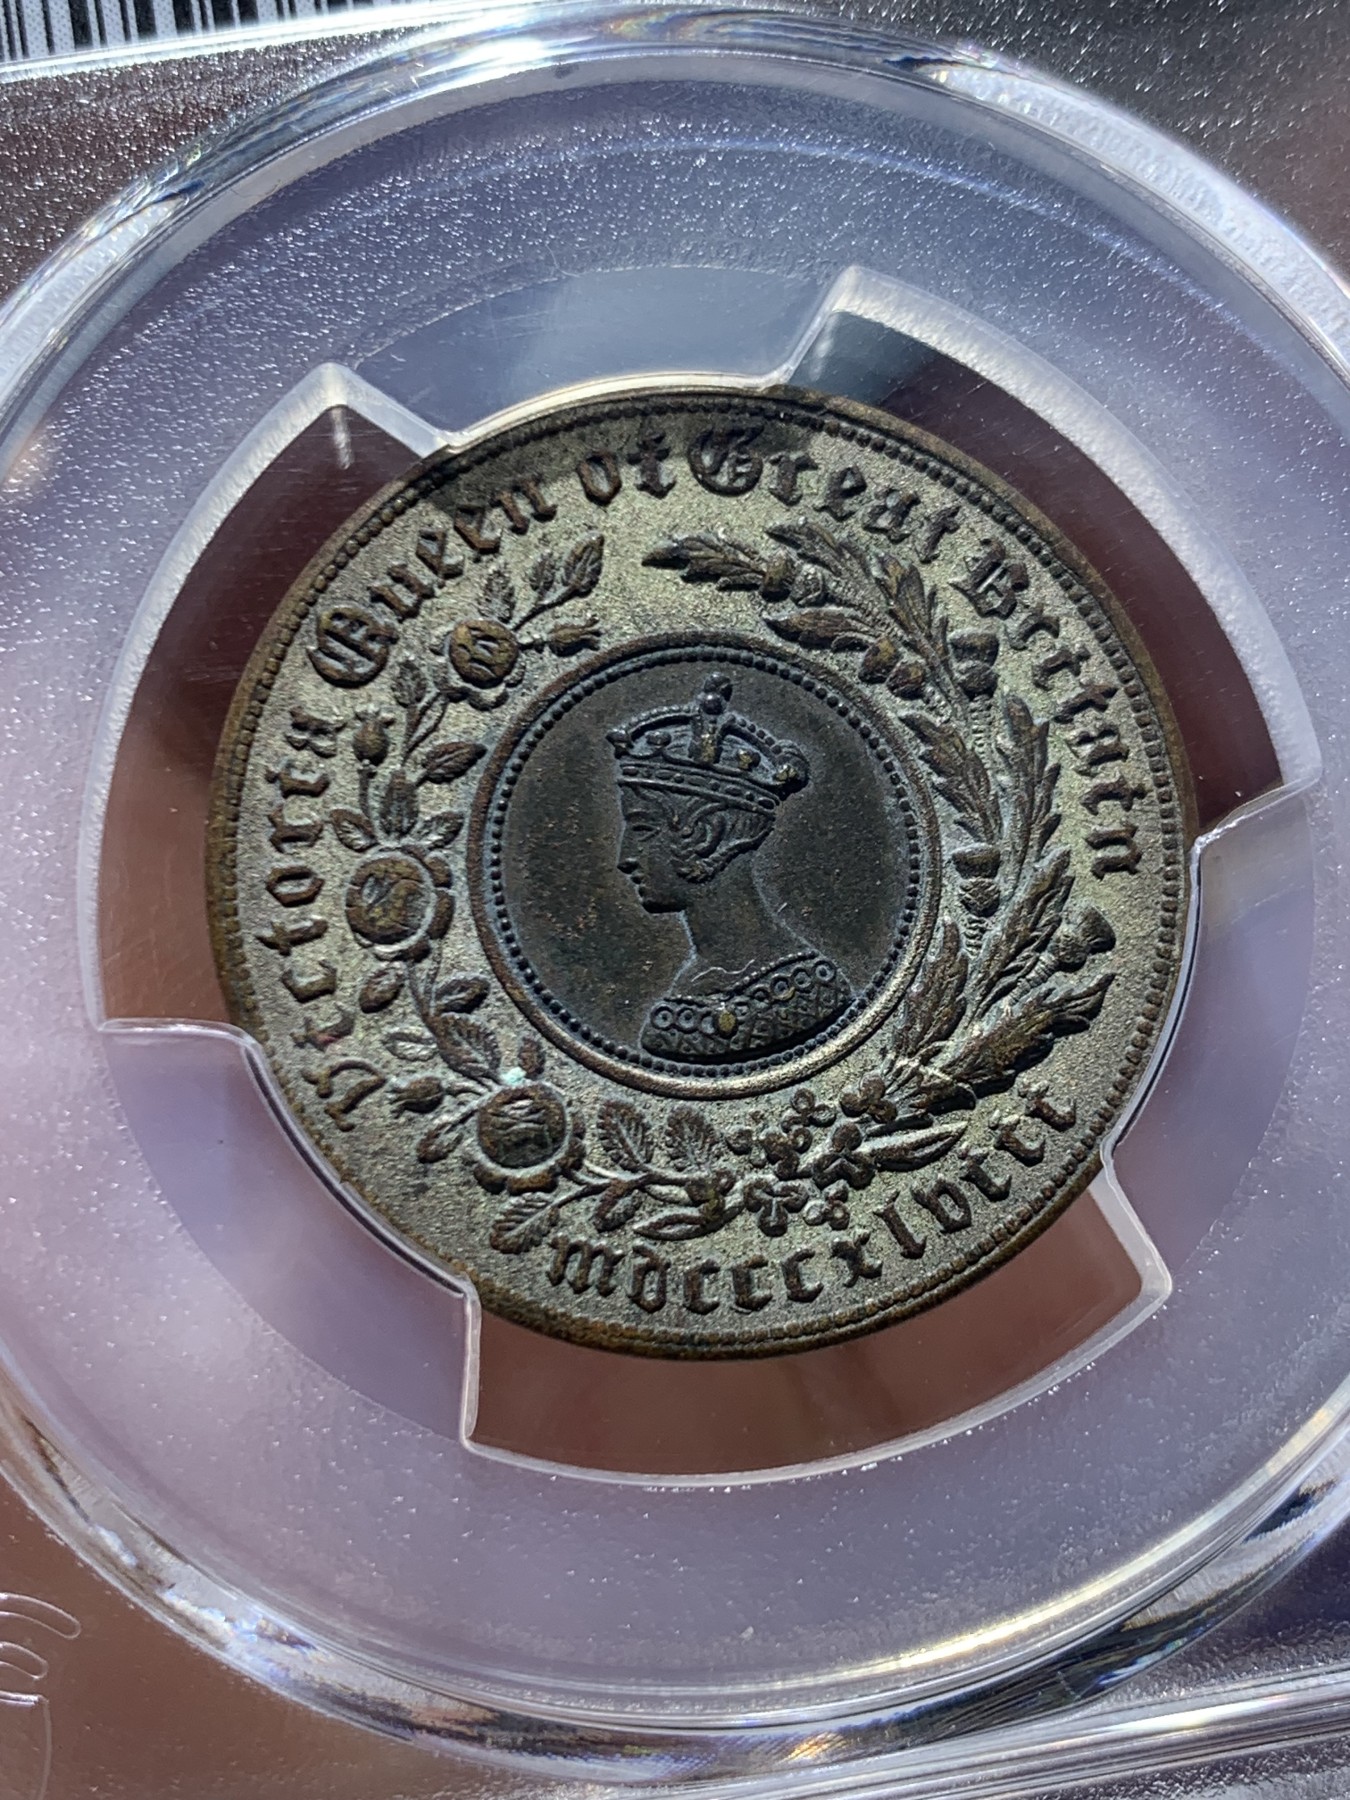 Victoria Queen of Great Britain
mdcccxlviii